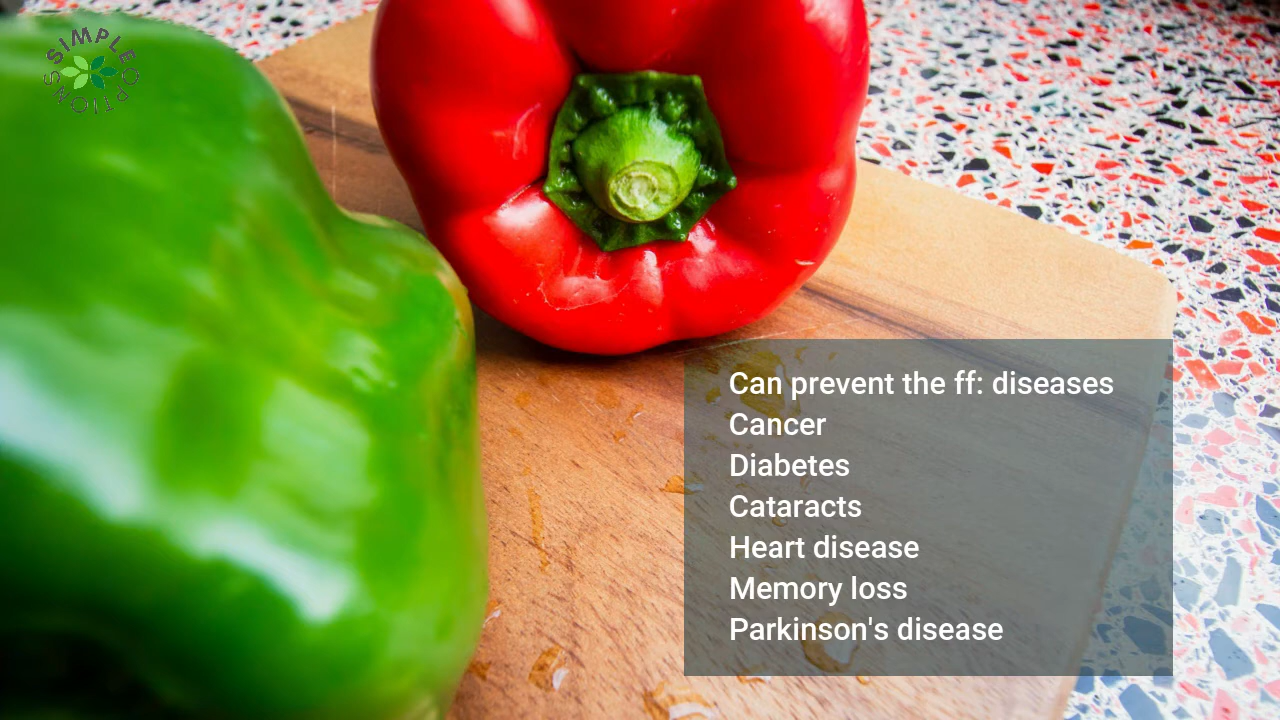 SIMPLE
OPTIONS
Can prevent the ff: diseases
Cancer
Diabetes
Cataracts
Heart disease
Memory loss
Parkinson's disease